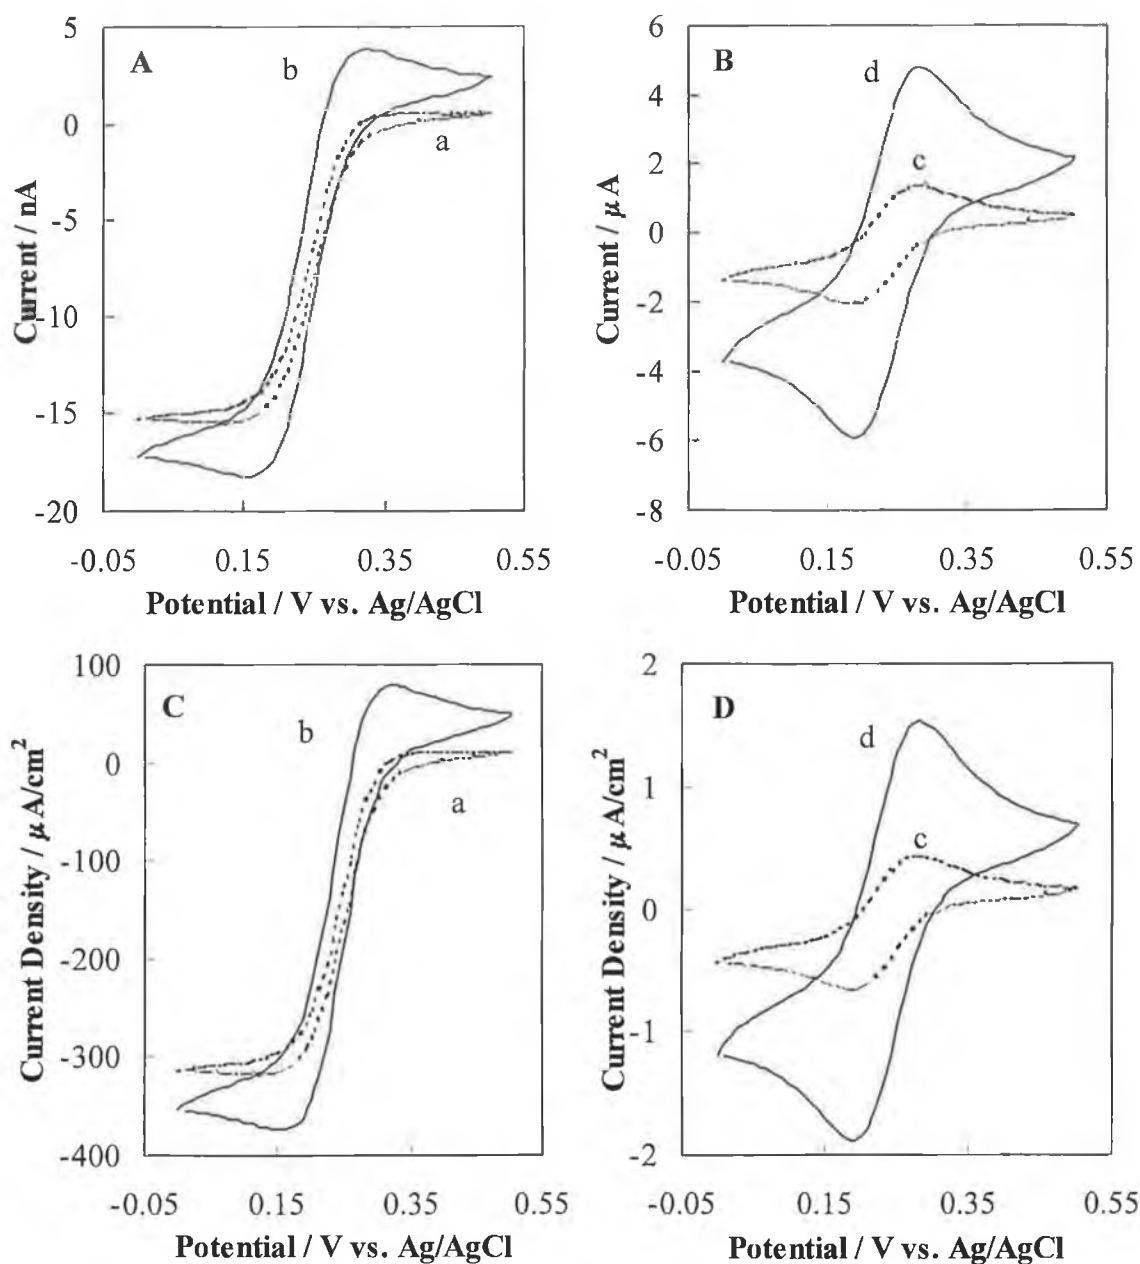 A
b
a
5
0
-5
-10
-15
-20
Current / nA
-0.05 0.15 0.35 0.55
Potential / V vs. Ag/AgCl
B
d
c
6
4
2
0
-2
-4
-6
-8
Current / μA
-0.05 0.15 0.35 0.55
Potential / V vs. Ag/AgCl
C
b
a
100
0
-100
-200
-300
-400
Current Density / μA/cm²
-0.05 0.15 0.35 0.55
Potential / V vs. Ag/AgCl
D
d
c
2
1
0
-1
-2
Current Density / μA/cm²
-0.05 0.15 0.35 0.55
Potential / V vs. Ag/AgCl